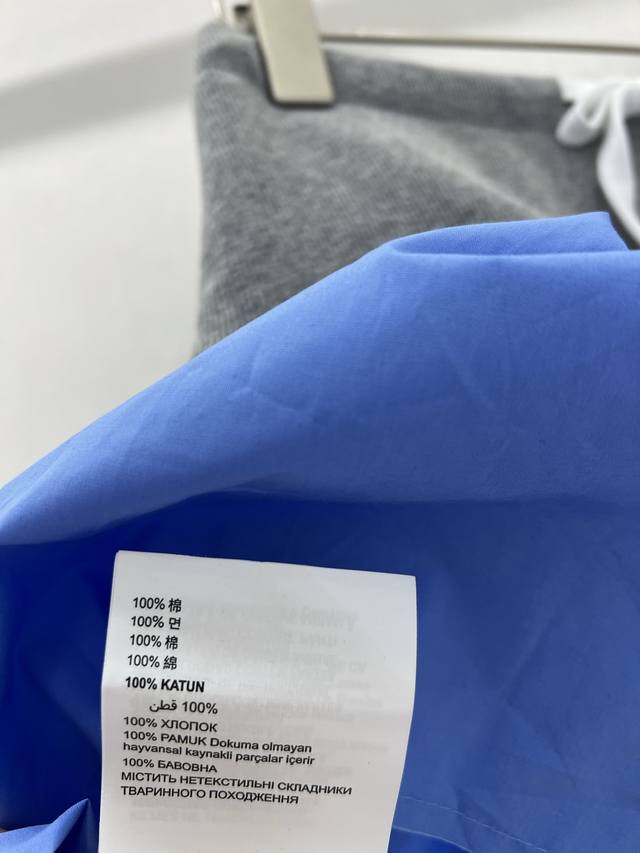 100% 棉
100% 면
100% 棉
100% 綿
100% KATUN
100% قطن
100% ХЛОПОК
100% PAMUK Dokuma olmayan
hayvansal kaynakli parçalar içerir
100% БАВОВНА
МІСТИТЬ НЕТЕКСТИЛЬНІ СКЛАДНИКИ
ТВАРИННОГО ПОХОДЖЕННЯ